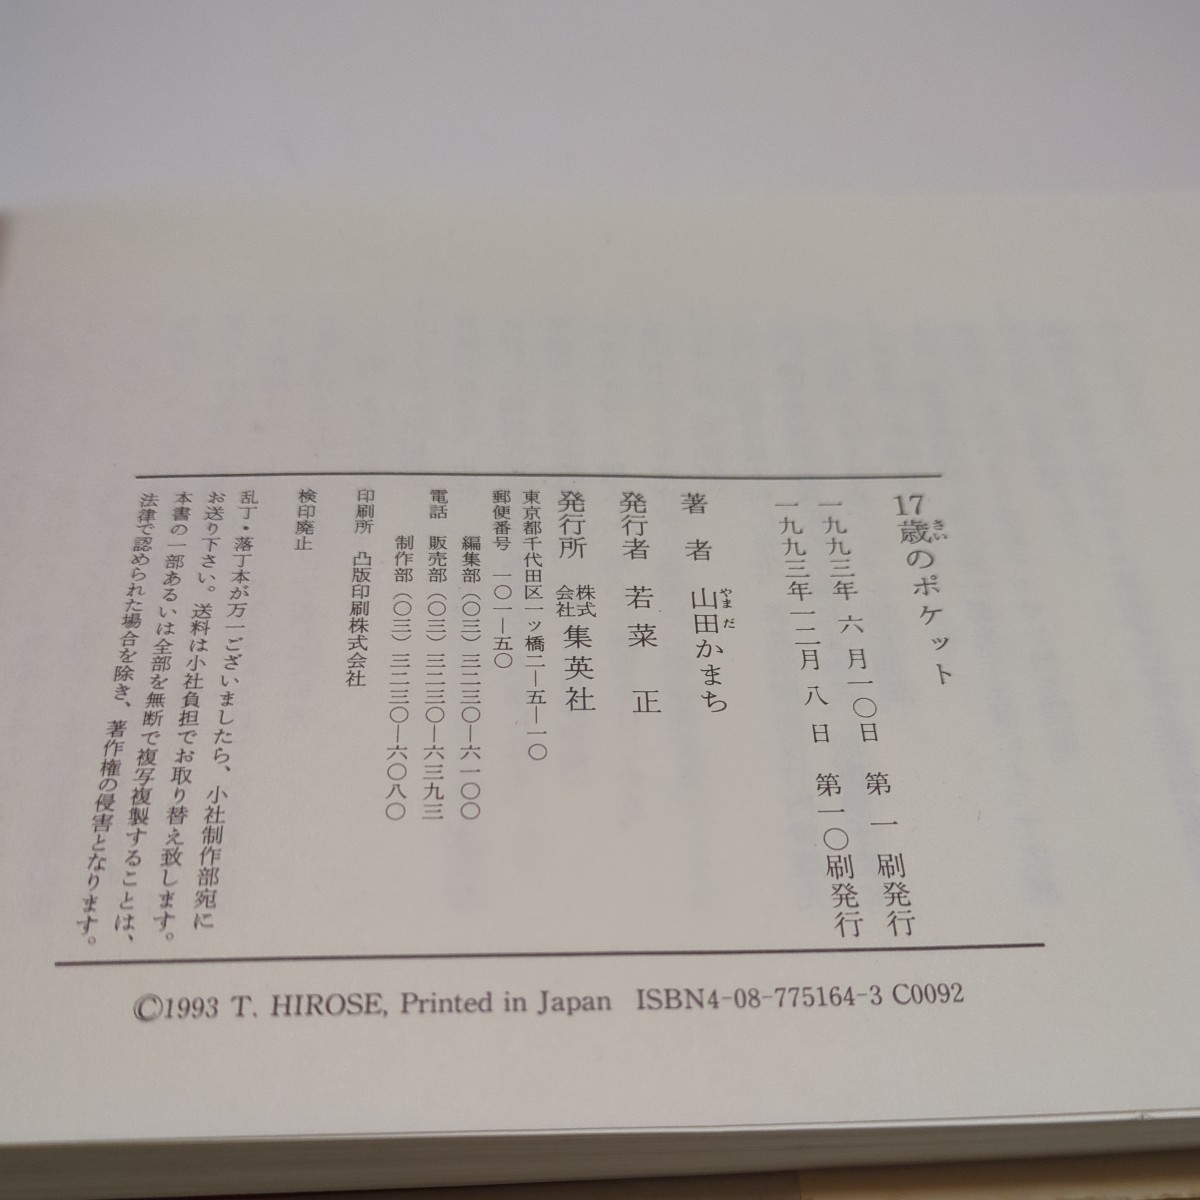 17歳のポケット
さい
一九九三年 六 月一〇日 第 一 刷発行
一九九三年一二月 八 日 第一〇刷発行
著 者 山田かまち
やまだ
発行者 若菜 正
発行所 株式会社 集英社
東京都千代田区一ッ橋二―五―一〇
郵便番号 一〇一―五〇
編集部(〇三)三二三〇―六一〇〇
電話 販売部(〇三)三二三〇―六三九三
制作部(〇三)三二三〇―六〇八〇
印刷所 凸版印刷株式会社
検印廃止
乱丁・落丁本が万一ございましたら、小社制作部宛に
お送り下さい。送料は小社負担でお取り替え致します。
本書の一部あるいは全部を無断で複写複製することは、
法律で認められた場合を除き、著作権の侵害となります。
©1993 T. HIROSE, Printed in Japan ISBN4-08-775164-3 C0092